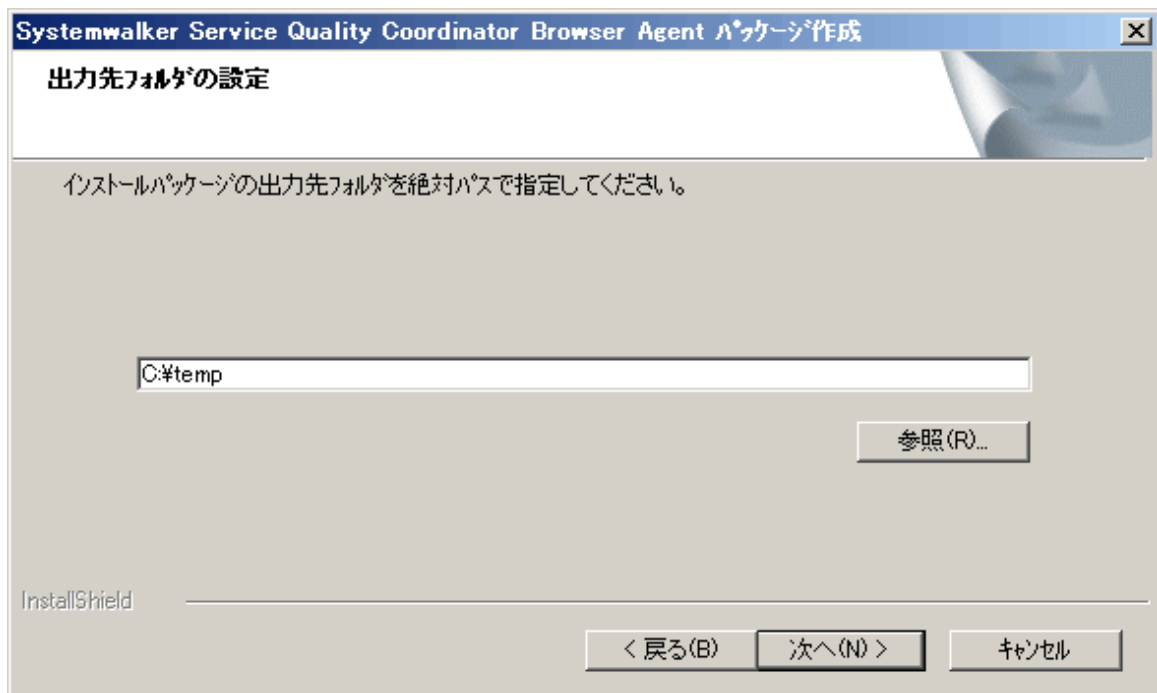 Systemwalker Service Quality Coordinator Browser Agent ﾊﾟｯｹｰｼﾞ作成
出力先ﾌｫﾙﾀﾞの設定
ｲﾝｽﾄｰﾙﾊﾟｯｹｰｼﾞの出力先ﾌｫﾙﾀﾞを絶対ﾊﾟｽで指定してください。
C:¥temp
参照(R)...
InstallShield
< 戻る(B) 次へ(N) > ｷｬﾝｾﾙ